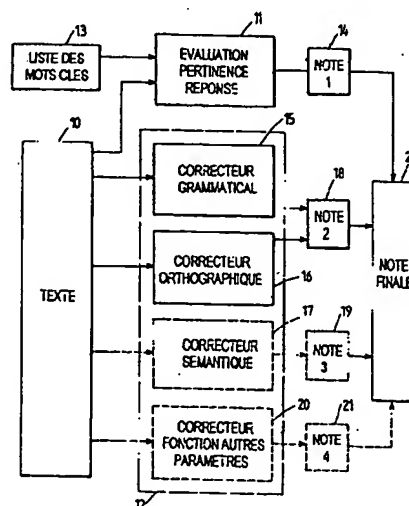 13
LISTE DES
MOTS CLES
11
EVALUATION
PERTINENCE
REPONSE
14
NOTE
1
10
TEXTE
15
CORRECTEUR
GRAMMATICAL
CORRECTEUR
ORTHOGRAPHIQUE
16
18
NOTE
2
17
CORRECTEUR
SEMANTIQUE
19
NOTE
3
20
CORRECTEUR
FONCTION AUTRES
PARAMETRES
21
NOTE
4
12
NOTE
FINALE